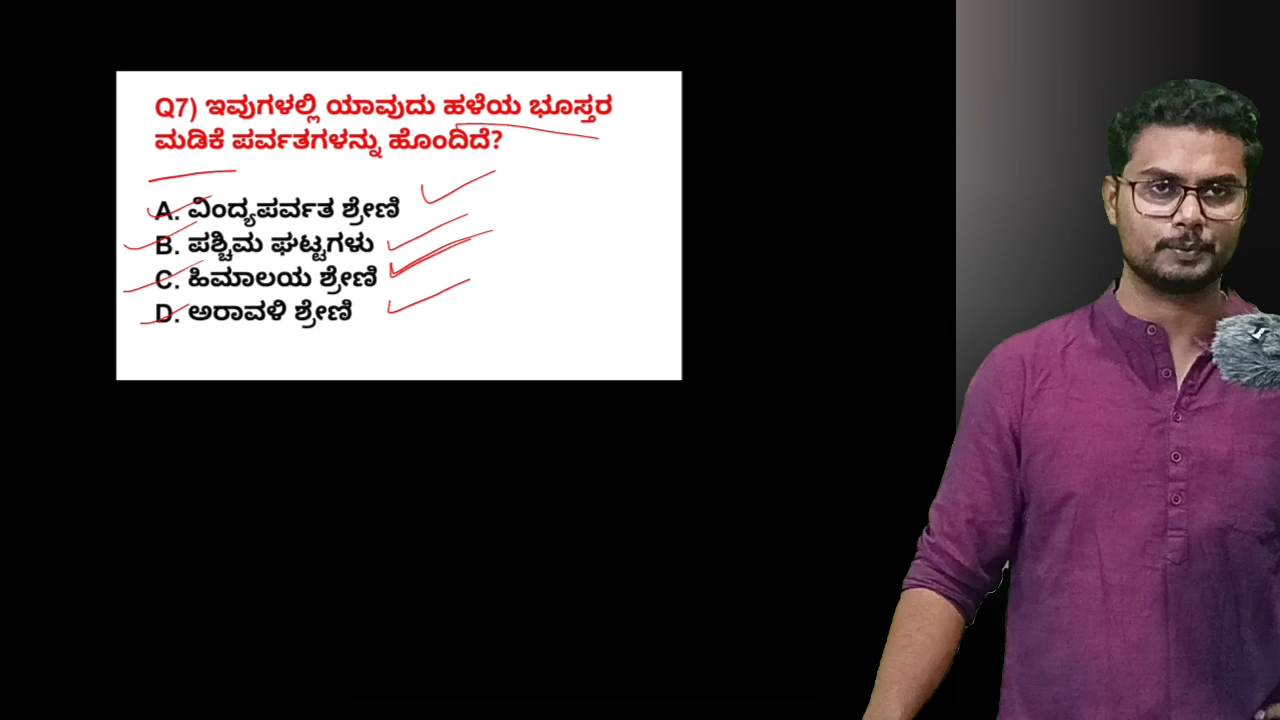 Q7) ಇವುಗಳಲ್ಲಿ ಯಾವುದು ಹಳೆಯ ಭೂಸ್ತರ
ಮಡಿಕೆ ಪರ್ವತಗಳನ್ನು ಹೊಂದಿದೆ?
A. ವಿಂದ್ಯಪರ್ವತ ಶ್ರೇಣಿ
B. ಪಶ್ಚಿಮ ಘಟ್ಟಗಳು
C. ಹಿಮಾಲಯ ಶ್ರೇಣಿ
D. ಅರಾವಳಿ ಶ್ರೇಣಿ